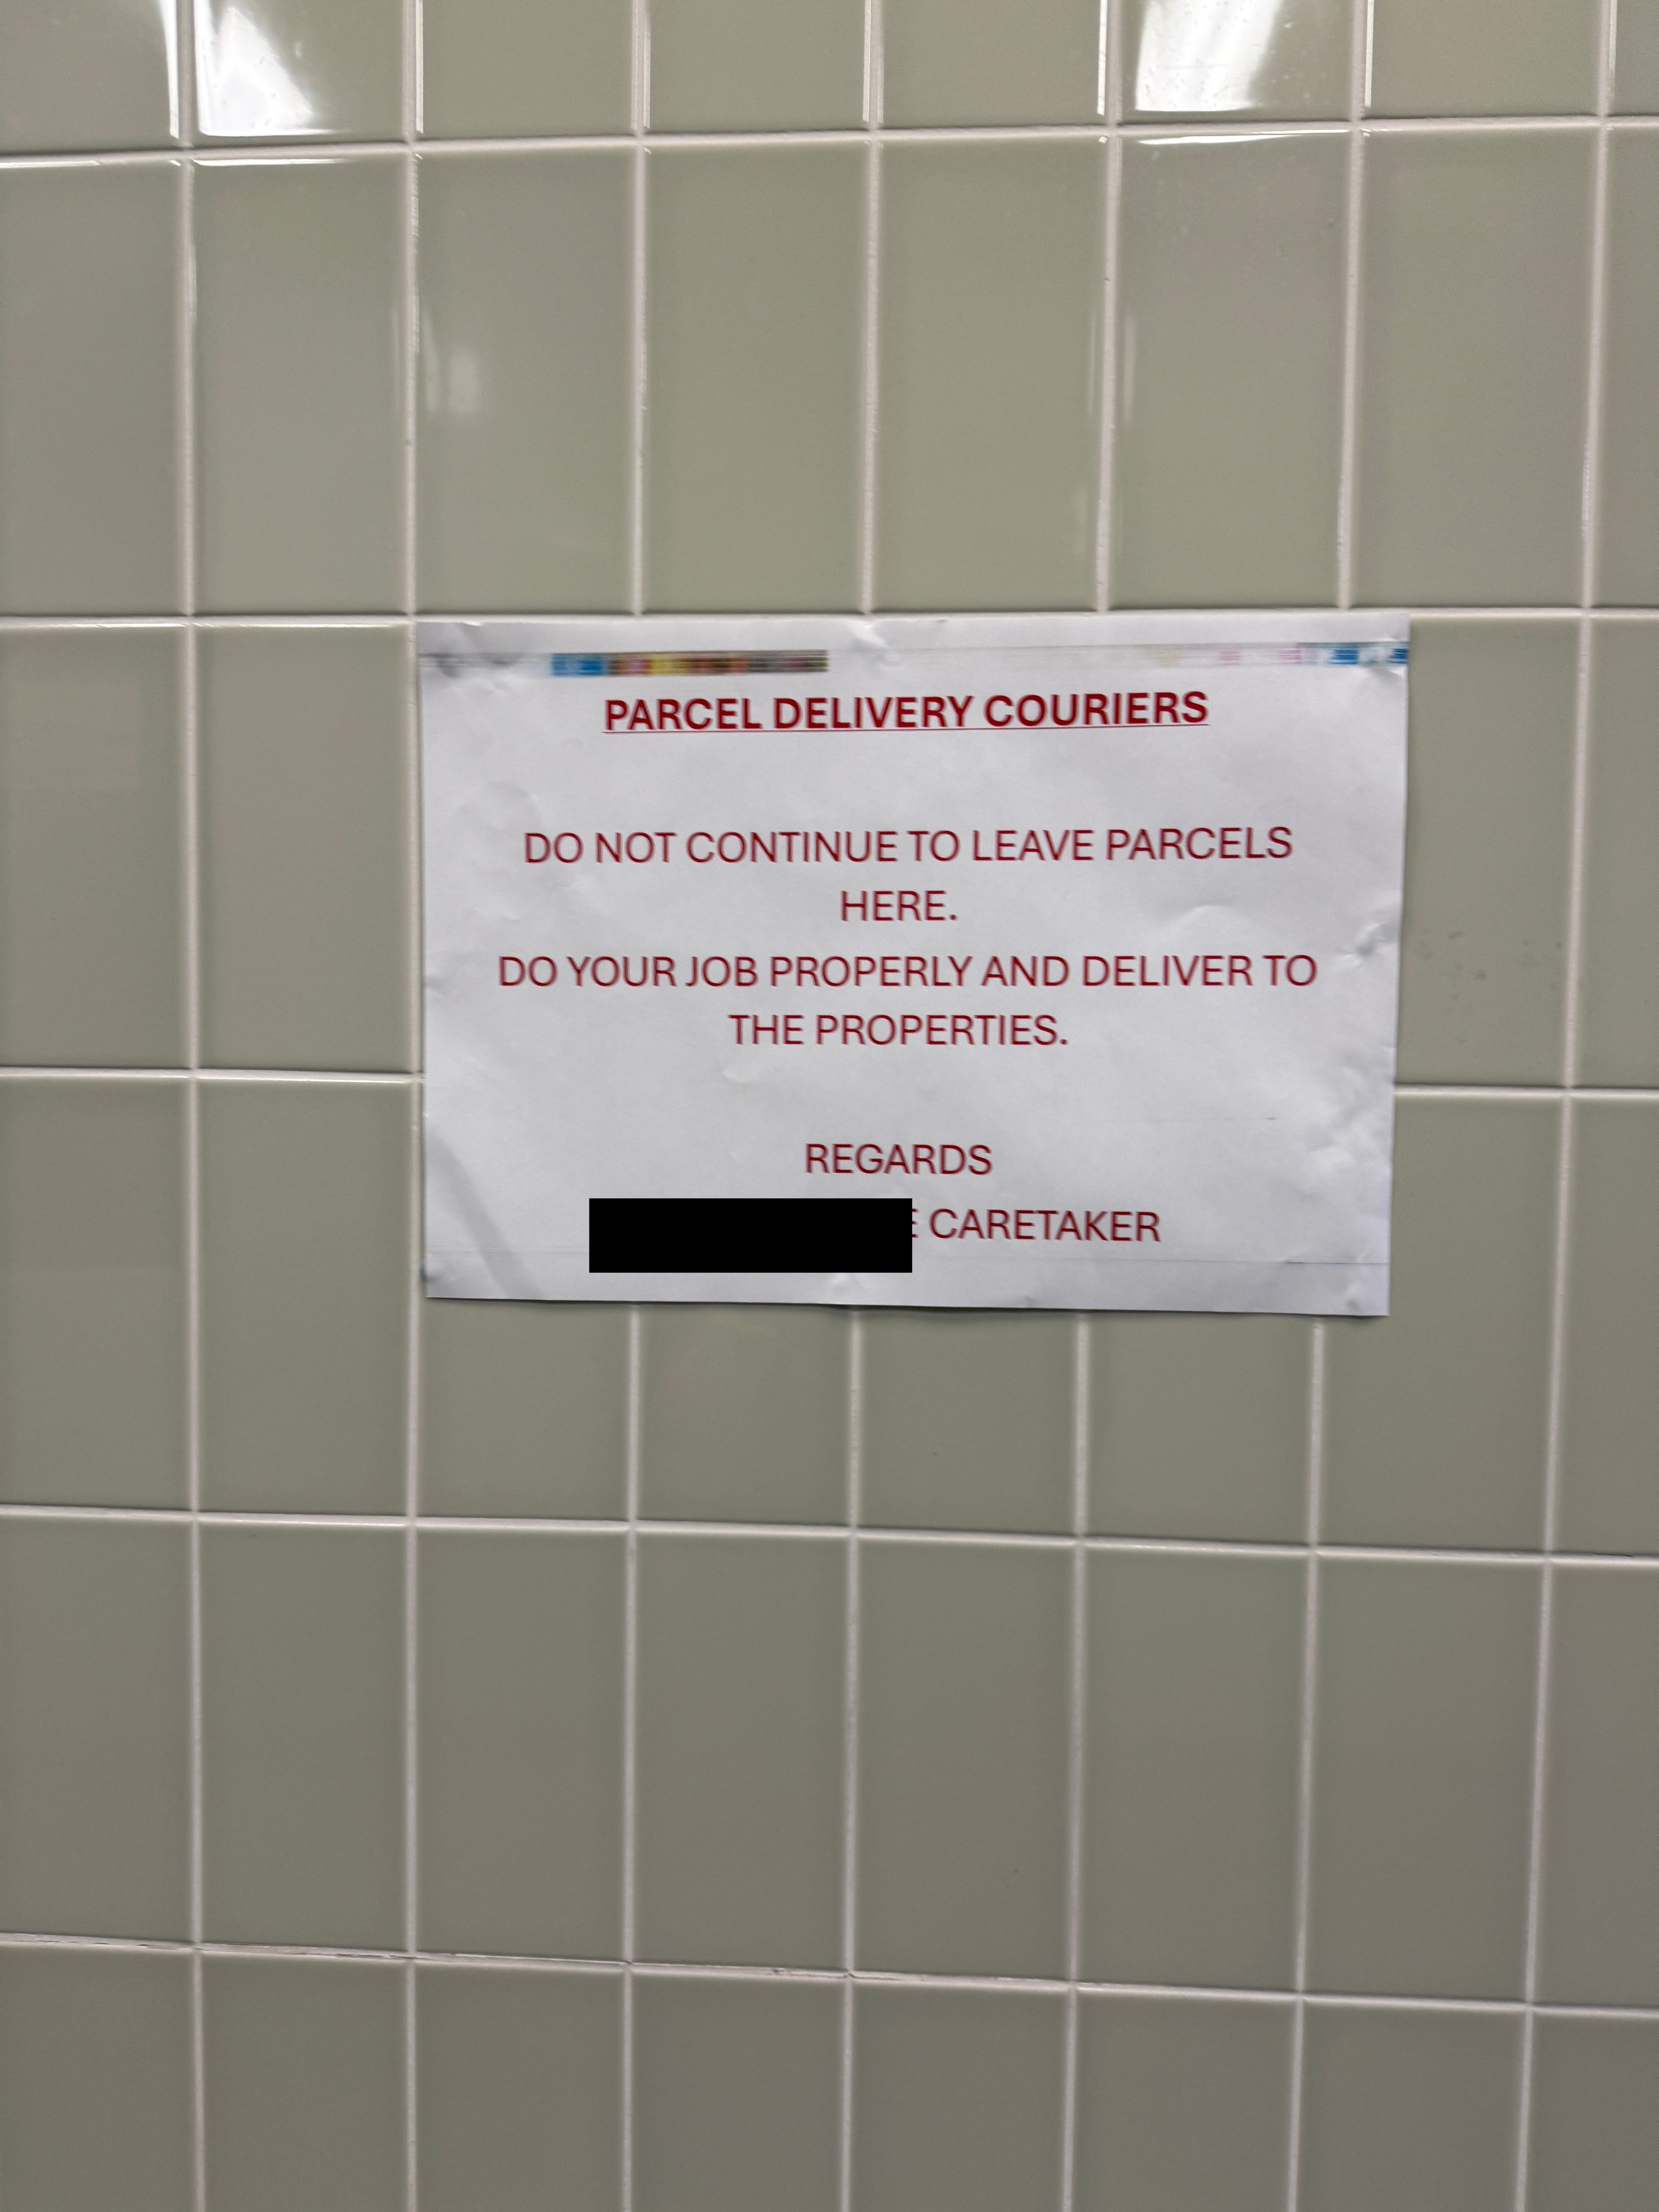 PARCEL DELIVERY COURIERS
DO NOT CONTINUE TO LEAVE PARCELS
HERE.
DO YOUR JOB PROPERLY AND DELIVER TO
THE PROPERTIES.
REGARDS
CARETAKER